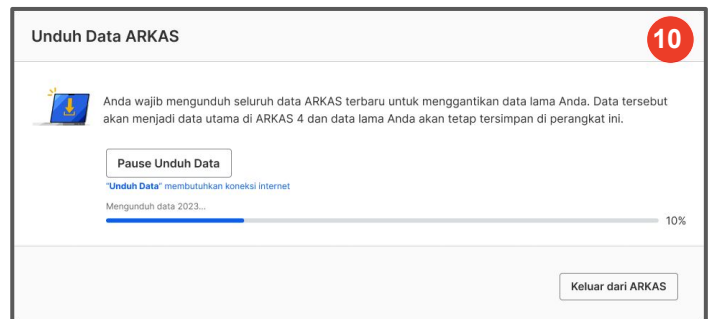 Unduh Data ARKAS
10
Anda wajib mengunduh seluruh data ARKAS terbaru untuk menggantikan data lama Anda. Data tersebut
akan menjadi data utama di ARKAS 4 dan data lama Anda akan tetap tersimpan di perangkat ini.
Pause Unduh Data
"Unduh Data" membutuhkan koneksi internet
Mengunduh data 2023...
10%
Keluar dari ARKAS